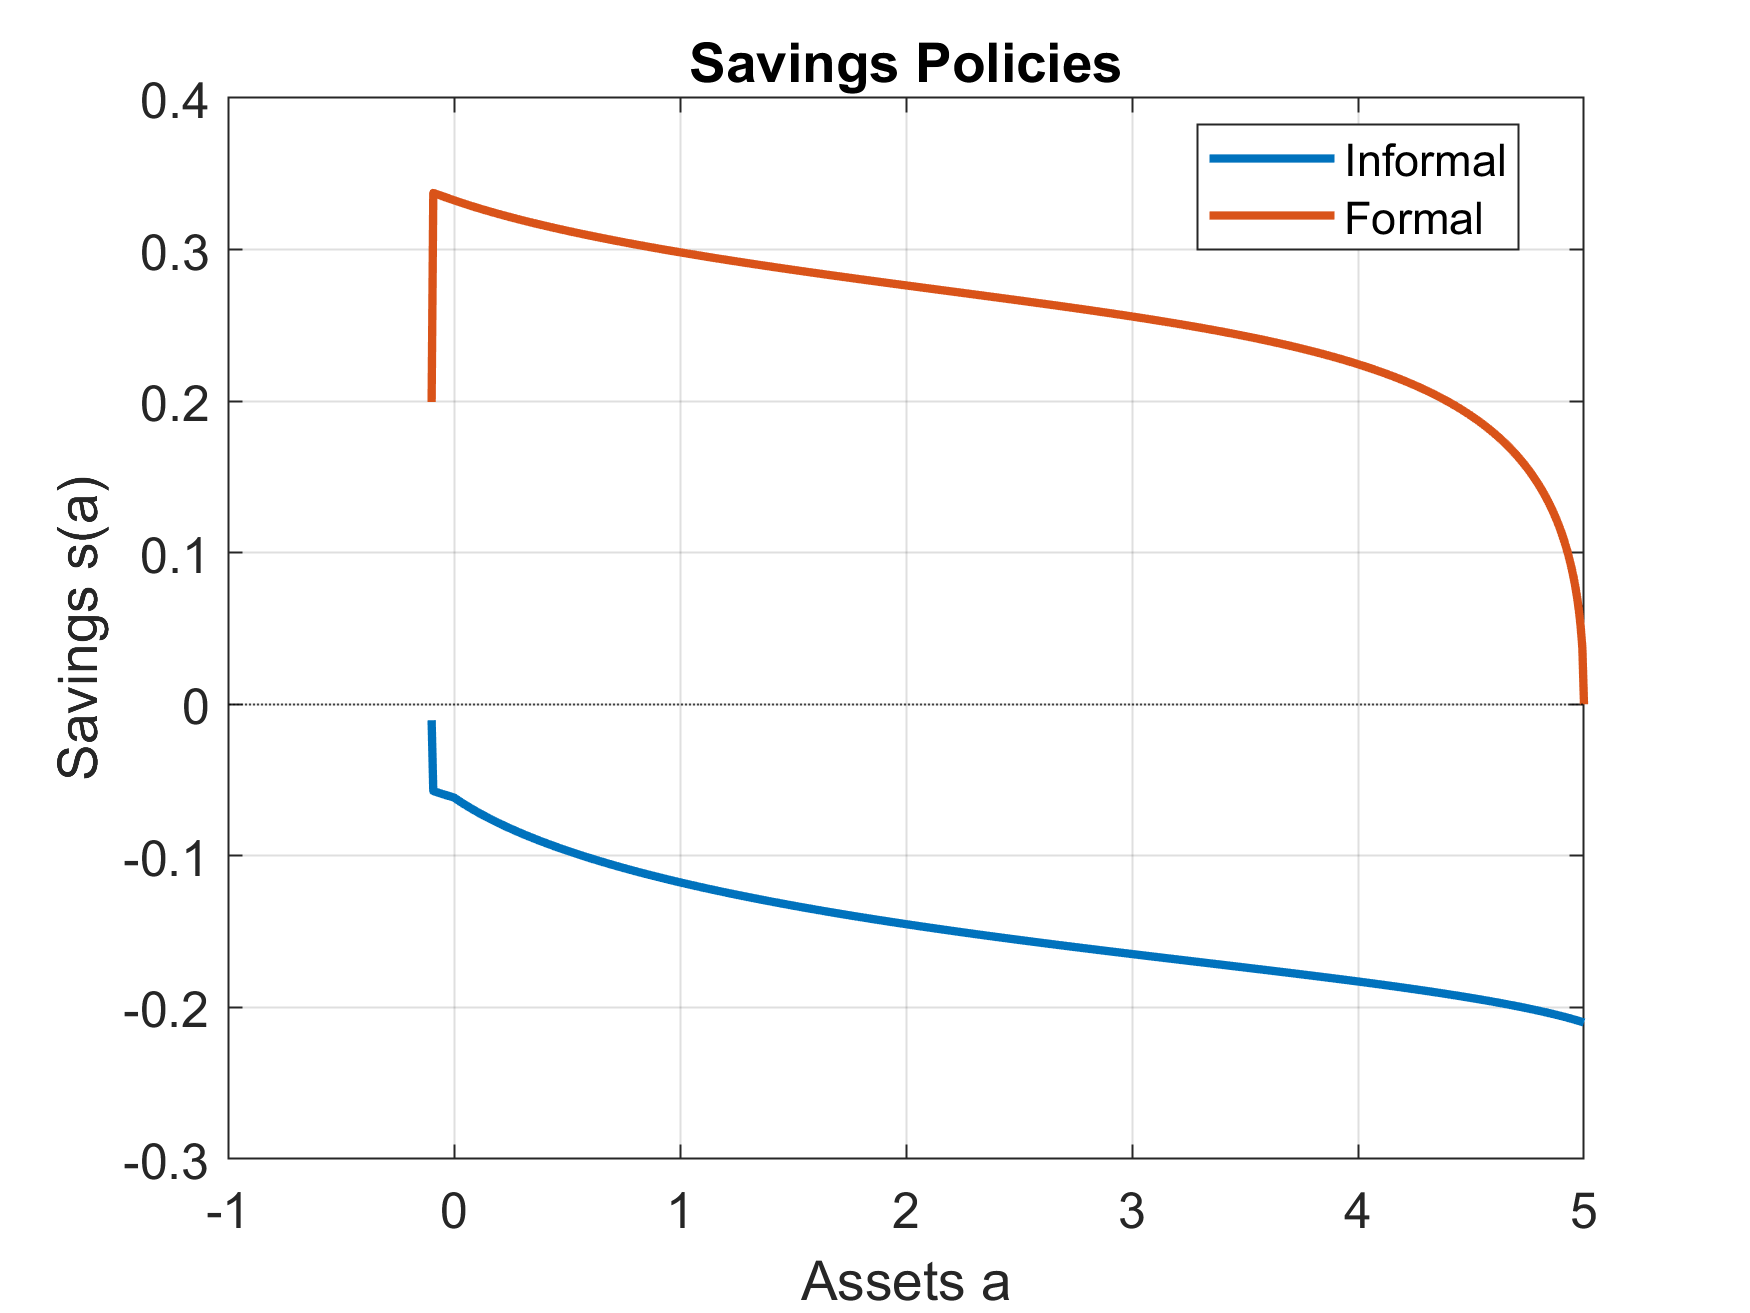 Savings Policies
Informal
Formal
0.4
0.3
0.2
0.1
0
-0.1
-0.2
-0.3
Savings s(a)
-1 0 1 2 3 4 5
Assets a